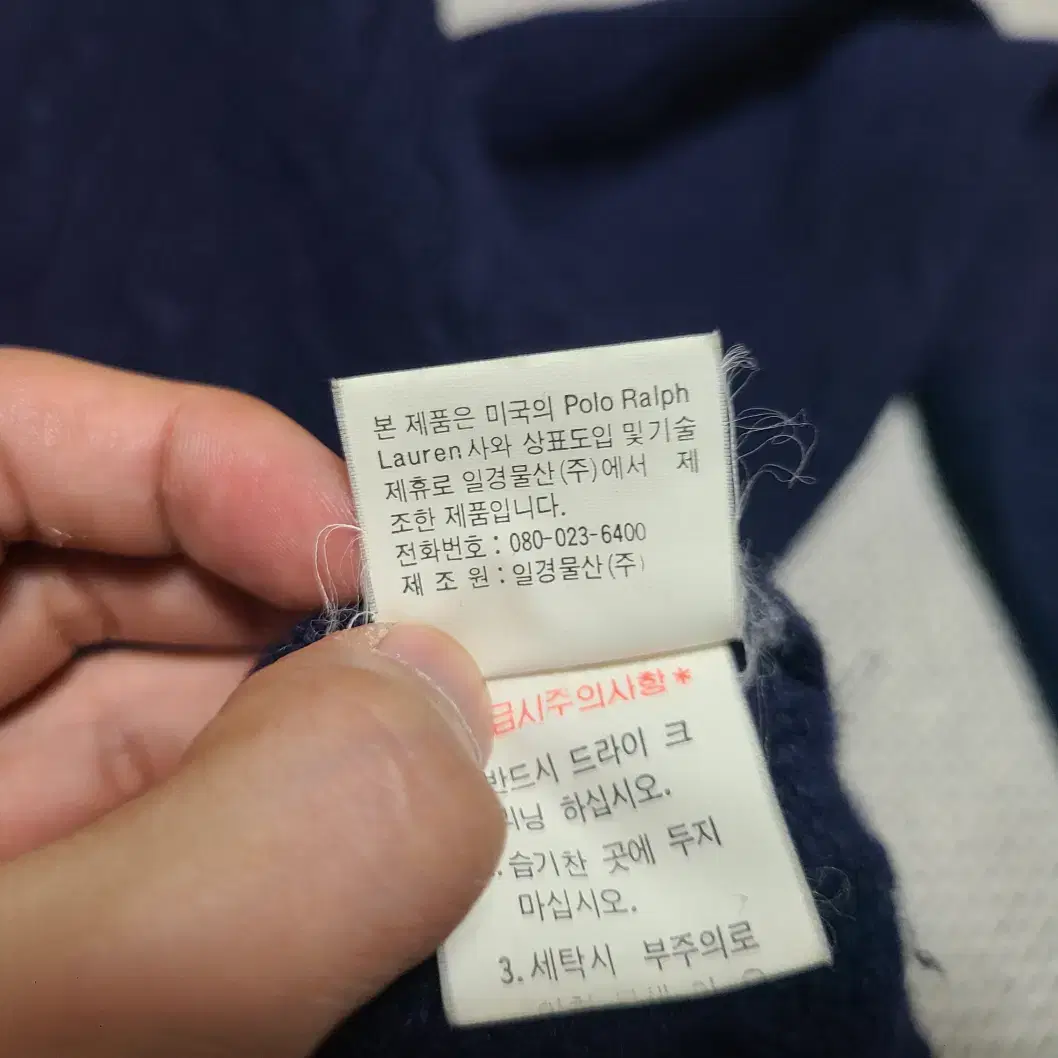 본 제품은 미국의 Polo Ralph
Lauren사와 상표도입 및기술
제휴로 일경물산(주)에서 제
조한 제품입니다.
전화번호 : 080-023-6400
제 조 원 : 일경물산(주)
급시주의사항*
반드시 드라이 크
리닝 하십시오.
습기찬 곳에 두지
마십시오.
3. 세탁시 부주의로